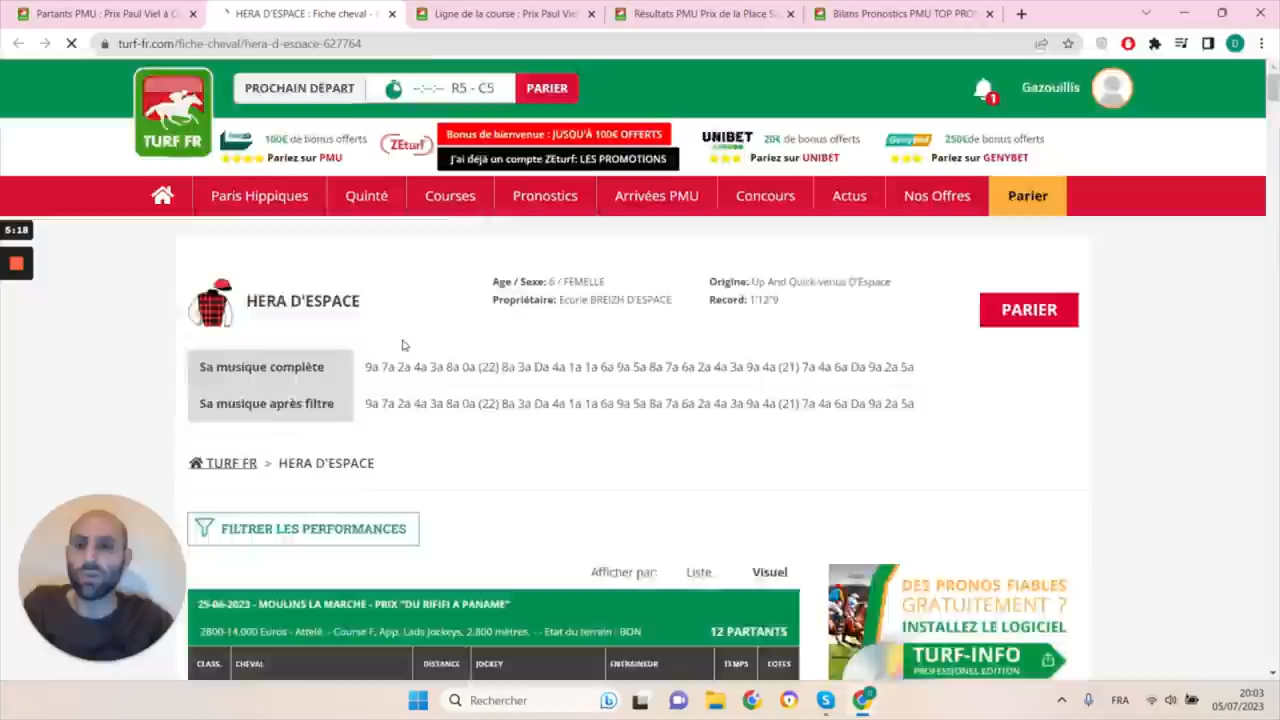 Partants PMU : Prix Paul Viel à C
HERA D'ESPACE : Fiche cheval -
Ligne de la course : Prix Paul Vie
Résultats PMU Prix de la Place Sa
Bilans Pronostics PMU TOP PRO
turf-fr.com/fiche-cheval/hera-d-espace-627764
D
TURF FR
PROCHAIN DÉPART
--:--- R5 - C5
PARIER
1
Gazouillis
100€ de bonus offerts
Pariez sur PMU
ZEturf
Bonus de bienvenue : JUSQU'À 100€ OFFERTS
J'ai déja un compte ZEturf: LES PROMOTIONS
UNIBET
20€ de bonus offerts
Pariez sur UNIBET
Genybet
250€de bonus offerts
Pariez sur GENYBET
Paris Hippiques
Quinté
Courses
Pronostics
Arrivées PMU
Concours
Actus
Nos Offres
Parier
5:18
HERA D'ESPACE
Age / Sexe: 6 / FEMELLE
Propriétaire: Ecurie BREIZH D'ESPACE
Origine: Up And Quick-venus D'Espace
Record: 1'12"9
PARIER
Sa musique complète
9a 7a 2a 4a 3a 8a 0a (22) 8a 3a Da 4a 1a 1a 6a 9a 5a 8a 7a 6a 2a 4a 3a 9a 4a (21) 7a 4a 6a Da 9a 2a 5a
Sa musique après filtre
9a 7a 2a 4a 3a 8a 0a (22) 8a 3a Da 4a 1a 1a 6a 9a 5a 8a 7a 6a 2a 4a 3a 9a 4a (21) 7a 4a 6a Da 9a 2a 5a
TURF FR > HERA D'ESPACE
FILTRER LES PERFORMANCES
Afficher par:
Liste
Visuel
25-06-2023 - MOULINS LA MARCHE - PRIX "DU RIFIFI A PANAME"
2800-14.000 Euros - Attelé. - Course F, App. Lads Jockeys, 2.800 mètres, - - Etat du terrain : BON
12 PARTANTS
CLASS.
CHEVAL
DISTANCE
JOCKEY
ENTRAINEUR
TEMPS
COTES
DES PRONOS FIABLES
GRATUITEMENT ?
INSTALLEZ LE LOGICIEL
TURF-INFO
PROFESSIONEL EDITION
Rechercher
FRA
20:03
05/07/2023